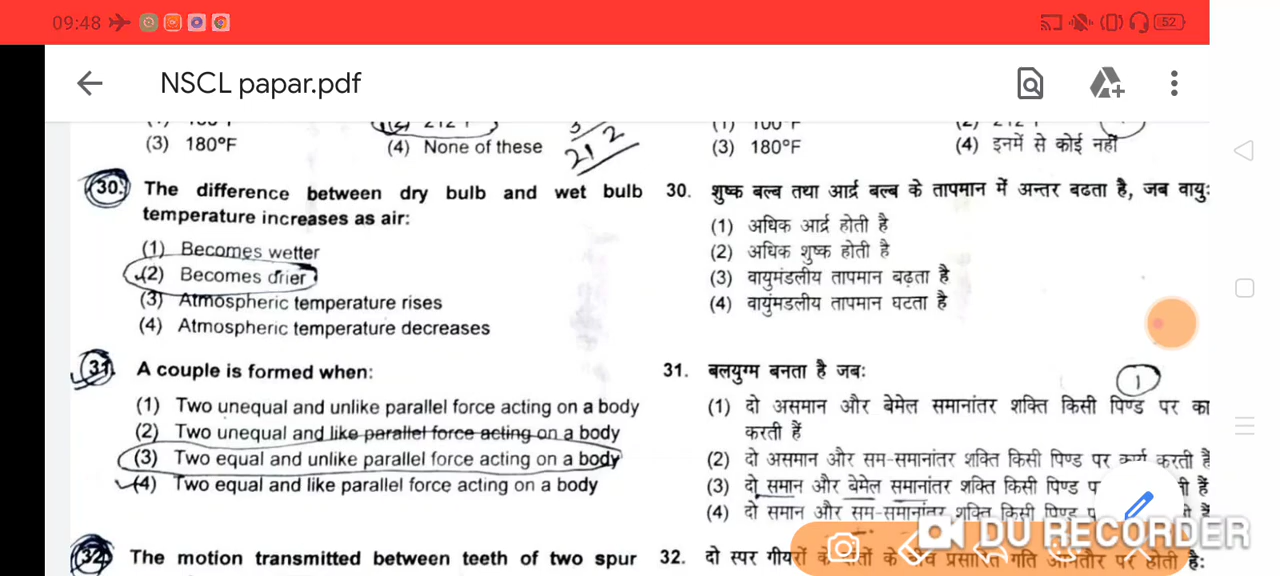 09:48
52
NSCL papar.pdf
(3) 180°F
(4) None of these
212
(3) 180°F
(4) इनमें से कोई नहीं
30. The difference between dry bulb and wet bulb
temperature increases as air:
(1) Becomes wetter
(2) Becomes drier
(3) Atmospheric temperature rises
(4) Atmospheric temperature decreases
30. शुष्क बल्ब तथा आर्द्र बल्ब के तापमान में अन्तर बढता है, जब वायुः
(1) अधिक आर्द्र होती है
(2) अधिक शुष्क होती है
(3) वायुमंडलीय तापमान बढ़ता है
(4) वायुंमडलीय तापमान घटता है
31. A couple is formed when:
(1) Two unequal and unlike parallel force acting on a body
(2) Two unequal and like parallel force acting on a body
(3) Two equal and unlike parallel force acting on a body
(4) Two equal and like parallel force acting on a body
31. बलयुग्म बनता है जबः
1
(1) दो असमान और बेमेल समानांतर शक्ति किसी पिण्ड पर का
करती हैं
(2) दो असमान और सम-समानांतर शक्ति किसी पिण्ड पर कार्य करती हैं
(3) दो समान और बेमेल समानांतर शक्ति किसी पिण्ड
(4) दो समान और सम-समानांतर शक्ति किसी पिण्ड
32. The motion transmitted between teeth of two spur
32. दो स्पर गीयरों के दांतों के बीच प्रसारित गति आमतौर पर होती है:
DU RECORDER